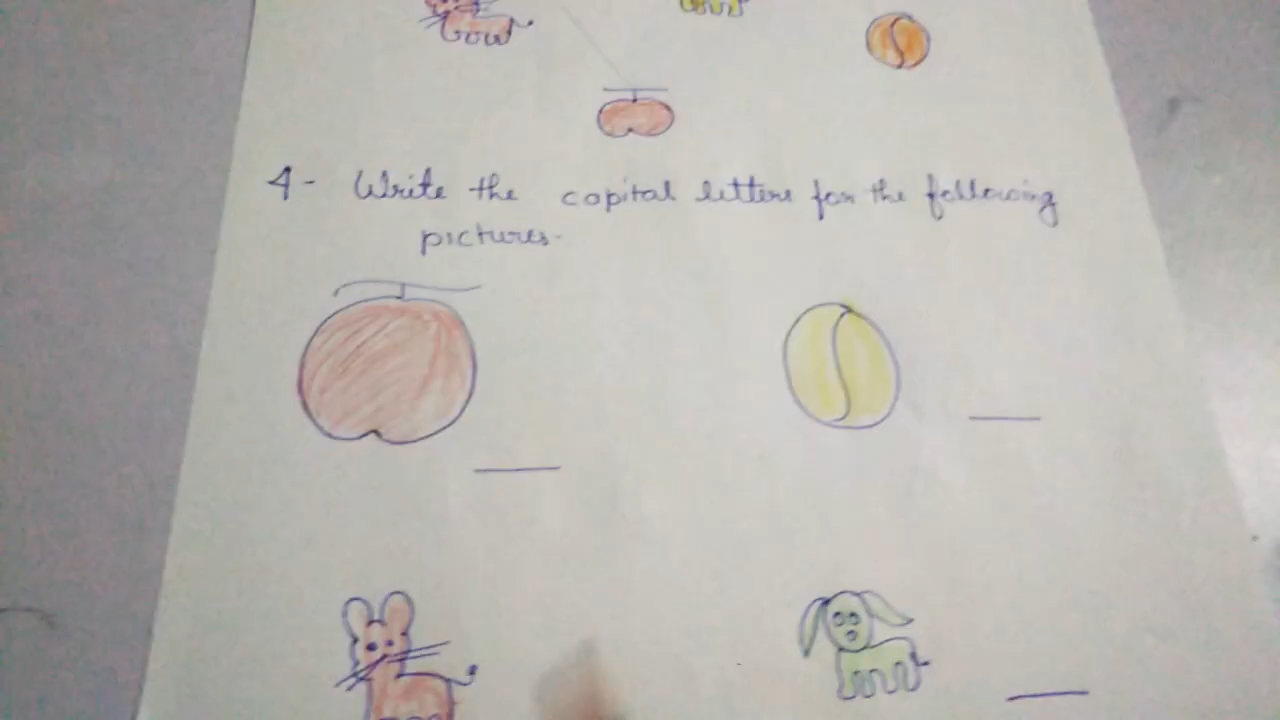 4- Write the capital letters for the following
pictures.